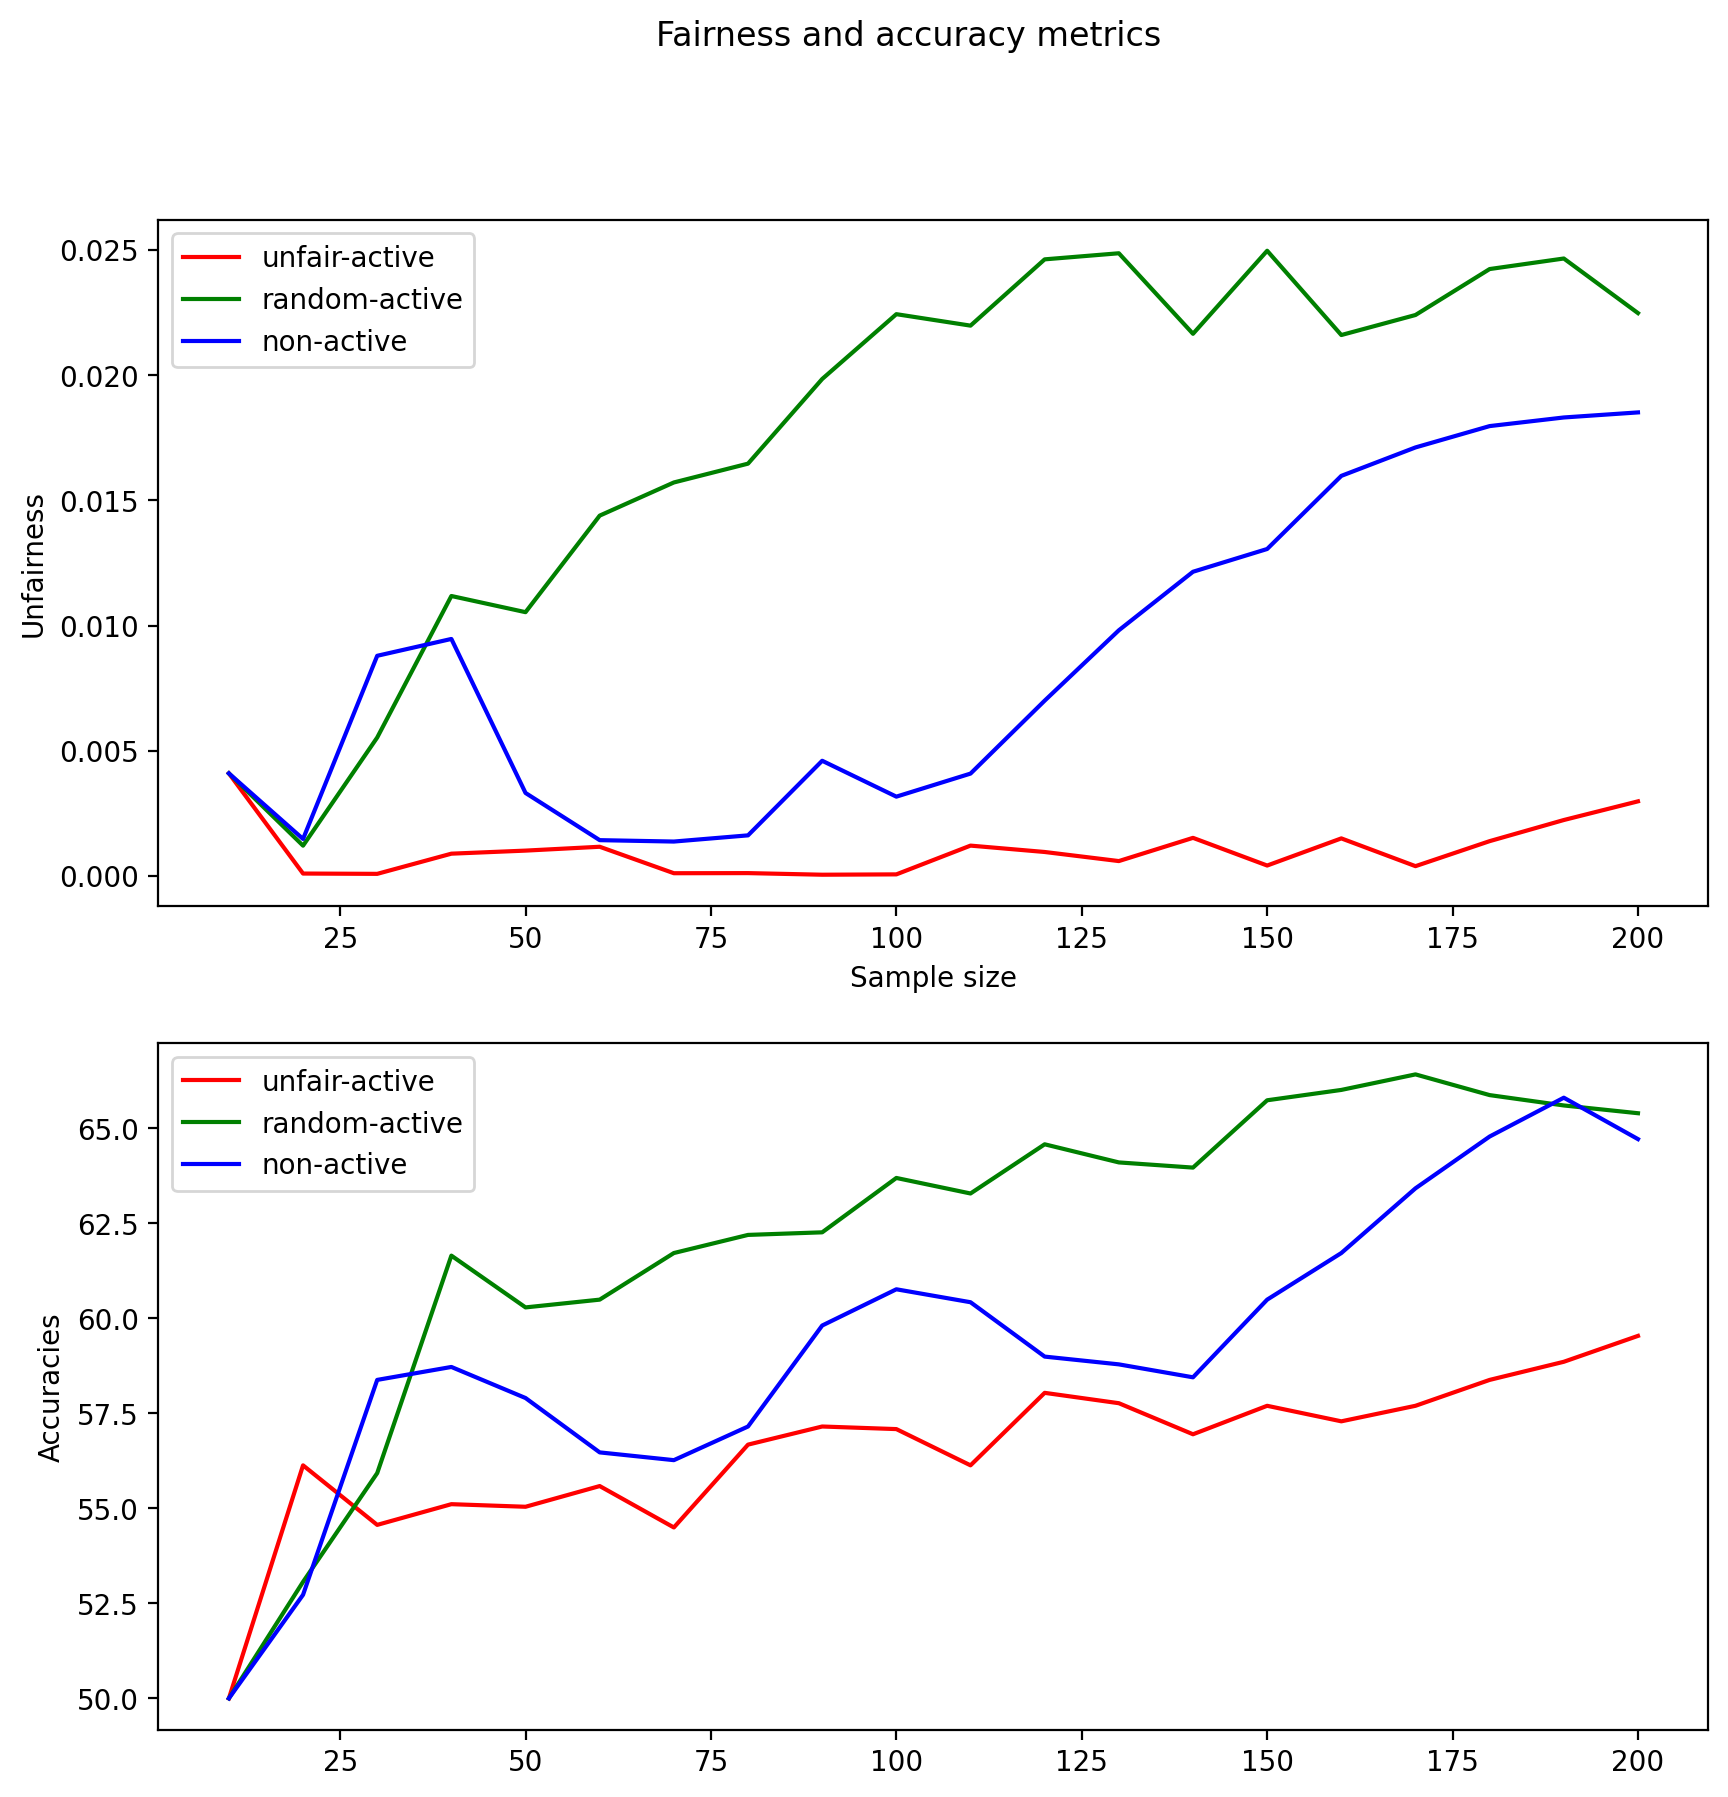 Fairness and accuracy metrics
unfair-active
random-active
non-active
0.025
0.020
0.015
0.010
0.005
0.000
Unfairness
25 50 75 100 125 150 175 200
Sample size
unfair-active
random-active
non-active
65.0
62.5
60.0
57.5
55.0
52.5
50.0
Accuracies
25 50 75 100 125 150 175 200